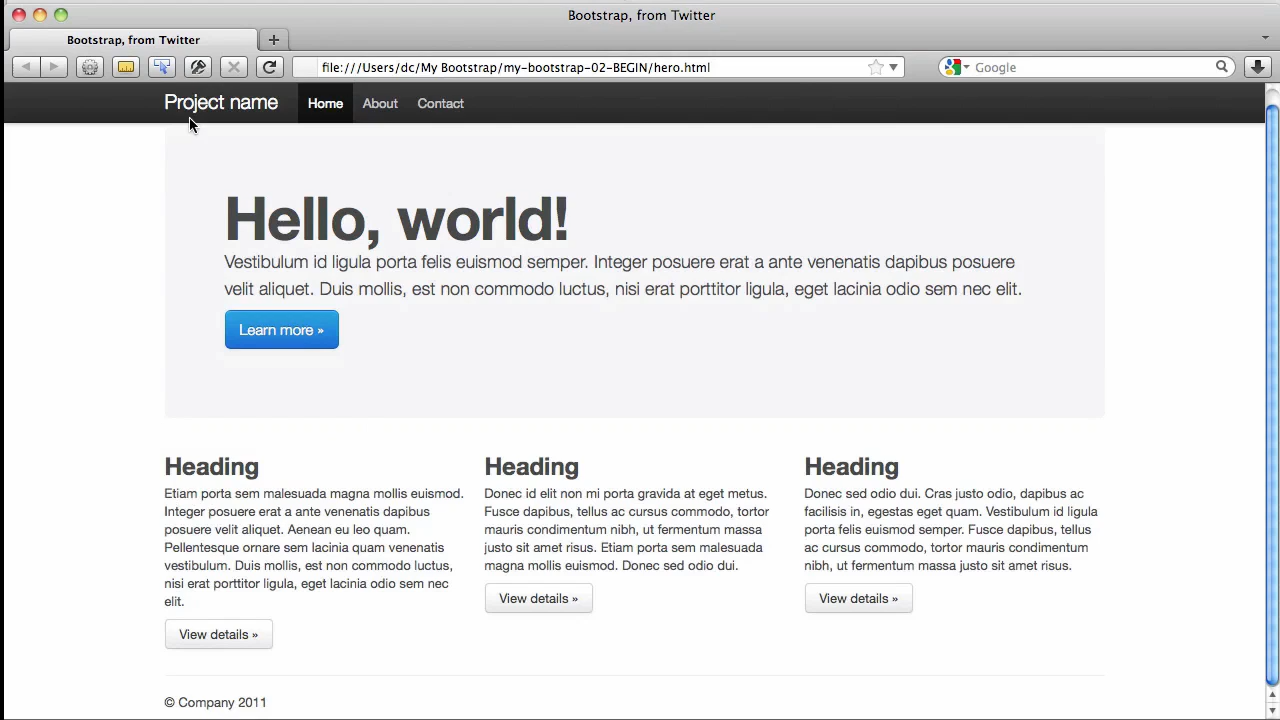 Bootstrap, from Twitter
Bootstrap, from Twitter
file:///Users/dc/My Bootstrap/my-bootstrap-02-BEGIN/hero.html
Google
Project name
Home
About
Contact
Hello, world!
Vestibulum id ligula porta felis euismod semper. Integer posuere erat a ante venenatis dapibus posuere
velit aliquet. Duis mollis, est non commodo luctus, nisi erat porttitor ligula, eget lacinia odio sem nec elit.
Learn more »
Heading
Etiam porta sem malesuada magna mollis euismod.
Integer posuere erat a ante venenatis dapibus
posuere velit aliquet. Aenean eu leo quam.
Pellentesque ornare sem lacinia quam venenatis
vestibulum. Duis mollis, est non commodo luctus,
nisi erat porttitor ligula, eget lacinia odio sem nec
elit.
View details »
Heading
Donec id elit non mi porta gravida at eget metus.
Fusce dapibus, tellus ac cursus commodo, tortor
mauris condimentum nibh, ut fermentum massa
justo sit amet risus. Etiam porta sem malesuada
magna mollis euismod. Donec sed odio dui.
View details »
Heading
Donec sed odio dui. Cras justo odio, dapibus ac
facilisis in, egestas eget quam. Vestibulum id ligula
porta felis euismod semper. Fusce dapibus, tellus
ac cursus commodo, tortor mauris condimentum
nibh, ut fermentum massa justo sit amet risus.
View details »
© Company 2011